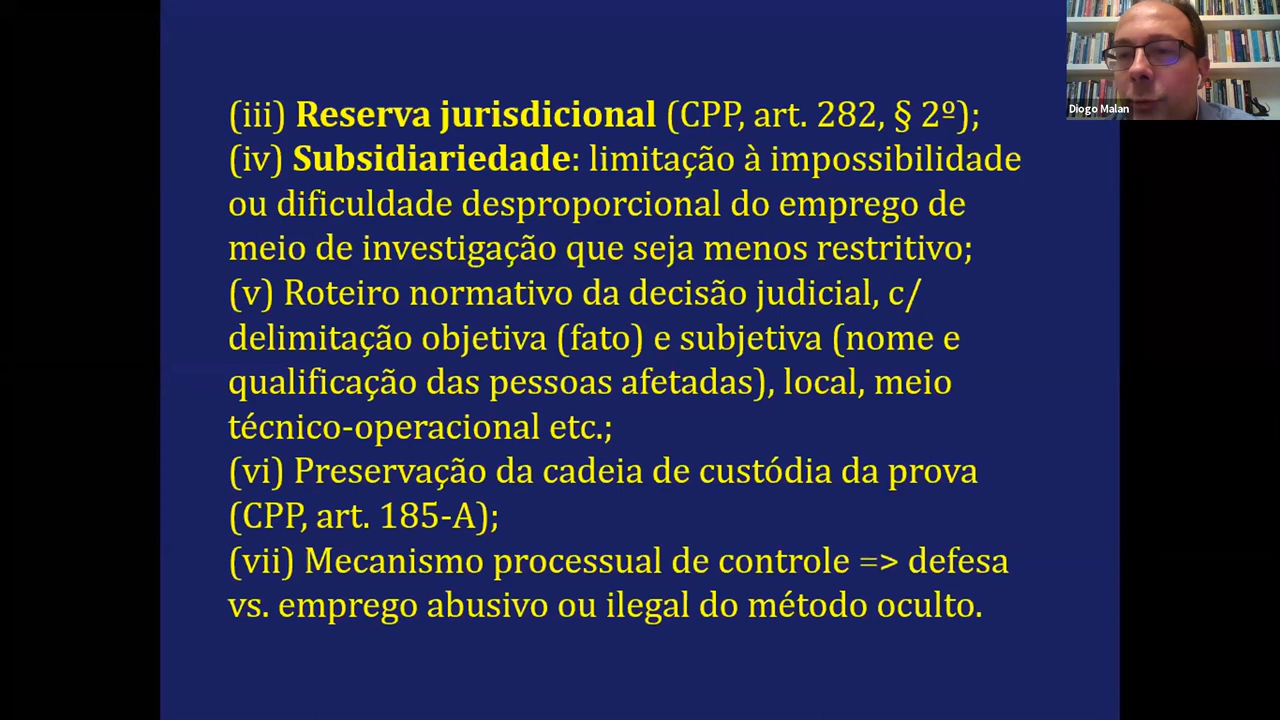 (iii) Reserva jurisdicional (CPP, art. 282, § 2º);
(iv) Subsidiariedade: limitação à impossibilidade
ou dificuldade desproporcional do emprego de
meio de investigação que seja menos restritivo;
(v) Roteiro normativo da decisão judicial, c/
delimitação objetiva (fato) e subjetiva (nome e
qualificação das pessoas afetadas), local, meio
técnico-operacional etc.;
(vi) Preservação da cadeia de custódia da prova
(CPP, art. 185-A);
(vii) Mecanismo processual de controle => defesa
vs. emprego abusivo ou ilegal do método oculto.
Diogo Malan